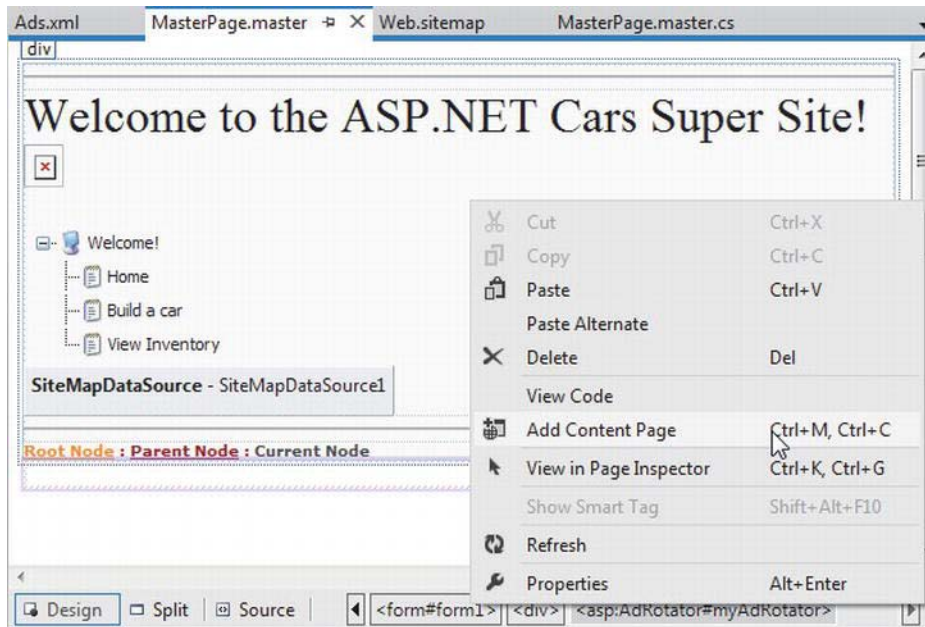 Ads.xml MasterPage.master Web.sitemap MasterPage.master.cs
div
Welcome to the ASP.NET Cars Super Site!
Welcome!
Home
Build a car
View Inventory
SiteMapDataSource - SiteMapDataSource1
Root Node : Parent Node : Current Node
Cut Ctrl+X
Copy Ctrl+C
Paste Ctrl+V
Paste Alternate
Delete Del
View Code
Add Content Page Ctrl+M, Ctrl+C
View in Page Inspector Ctrl+K, Ctrl+G
Show Smart Tag Shift+Alt+F10
Refresh
Properties Alt+Enter
Design Split Source <form#form1> <div> <asp:AdRotator#myAdRotator>